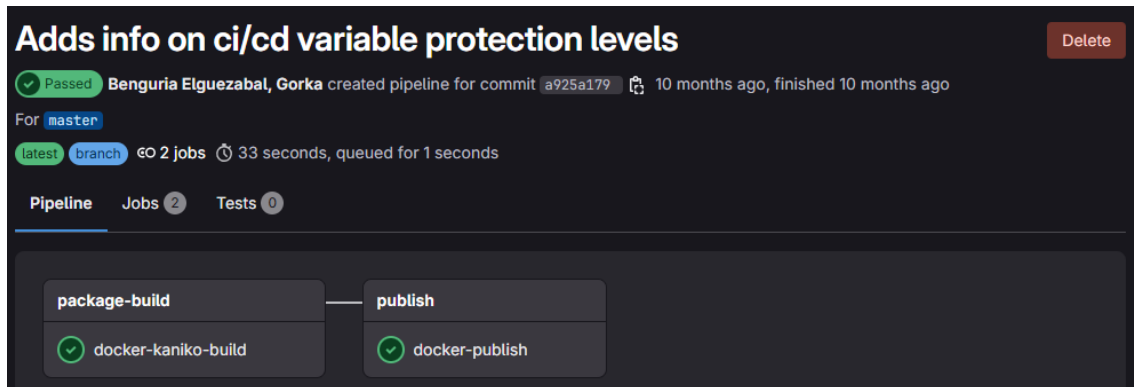 Adds info on ci/cd variable protection levels
Delete
Passed Benguria Elguezabal, Gorka created pipeline for commit a925a179 10 months ago, finished 10 months ago
For master
latest branch 2 jobs 33 seconds, queued for 1 seconds
Pipeline Jobs 2 Tests 0
package-build publish
docker-kaniko-build docker-publish